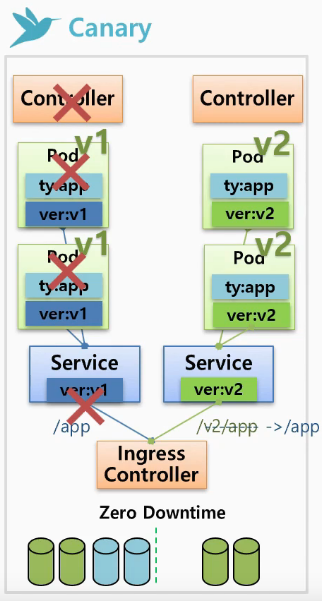 Canary
Controller
Controller
Pod v1
ty:app
ver:v1
Pod v2
ty:app
ver:v2
Pod v1
ty:app
ver:v1
Pod v2
ty:app
ver:v2
Service
ver:v1
Service
ver:v2
/app
/v2/app ->/app
Ingress
Controller
Zero Downtime